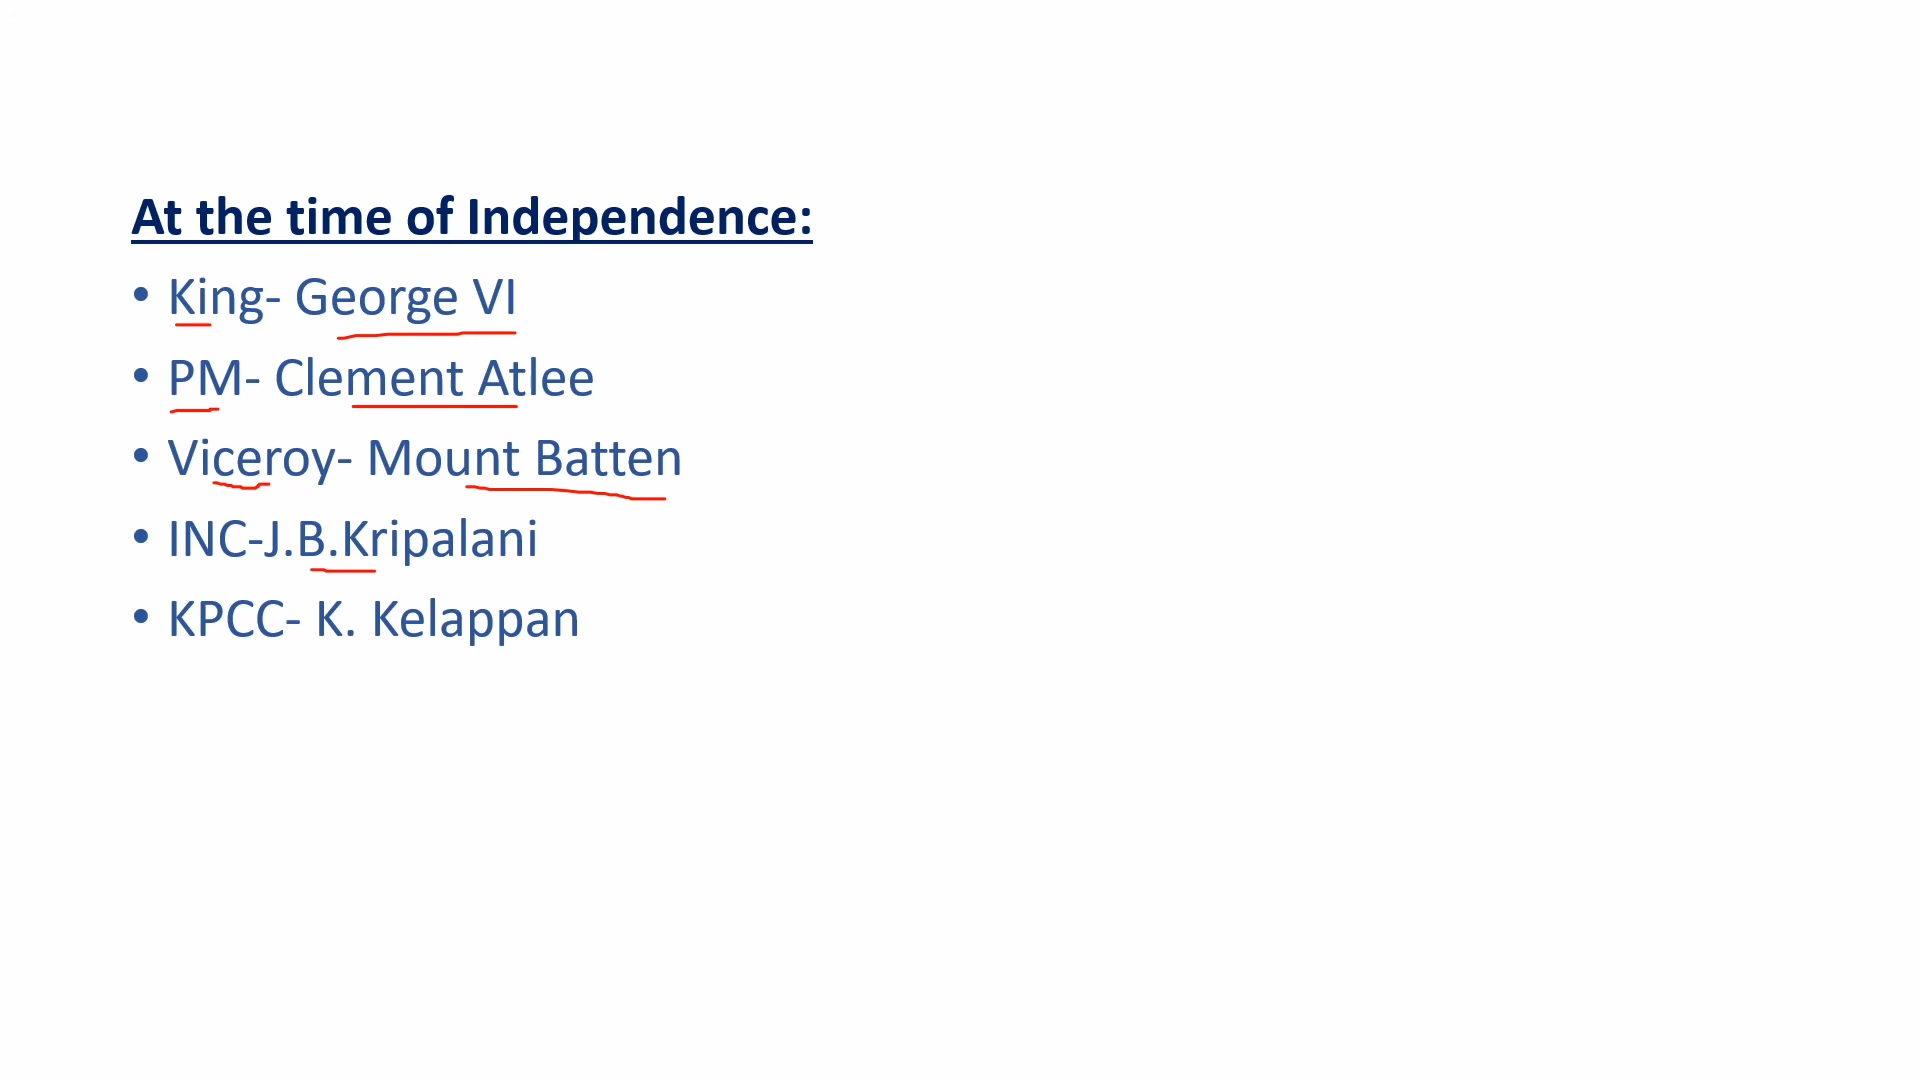 At the time of Independence:
• King- George VI
• PM- Clement Atlee
• Viceroy- Mount Batten
• INC-J.B.Kripalani
• KPCC- K. Kelappan